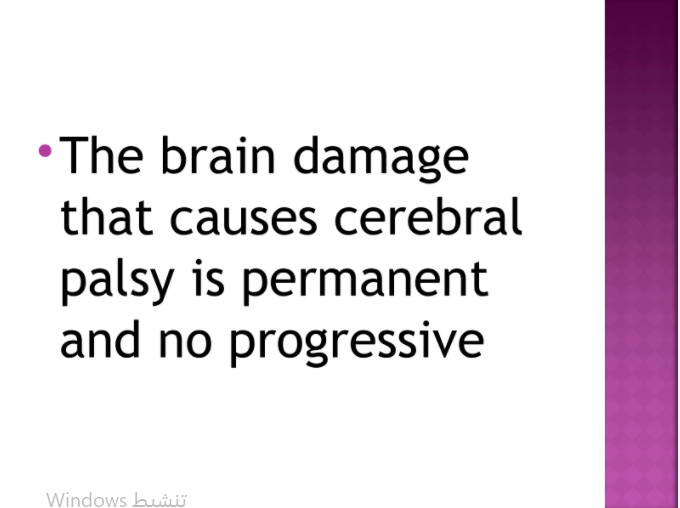 • The brain damage
that causes cerebral
palsy is permanent
and no progressive
تنشيط Windows